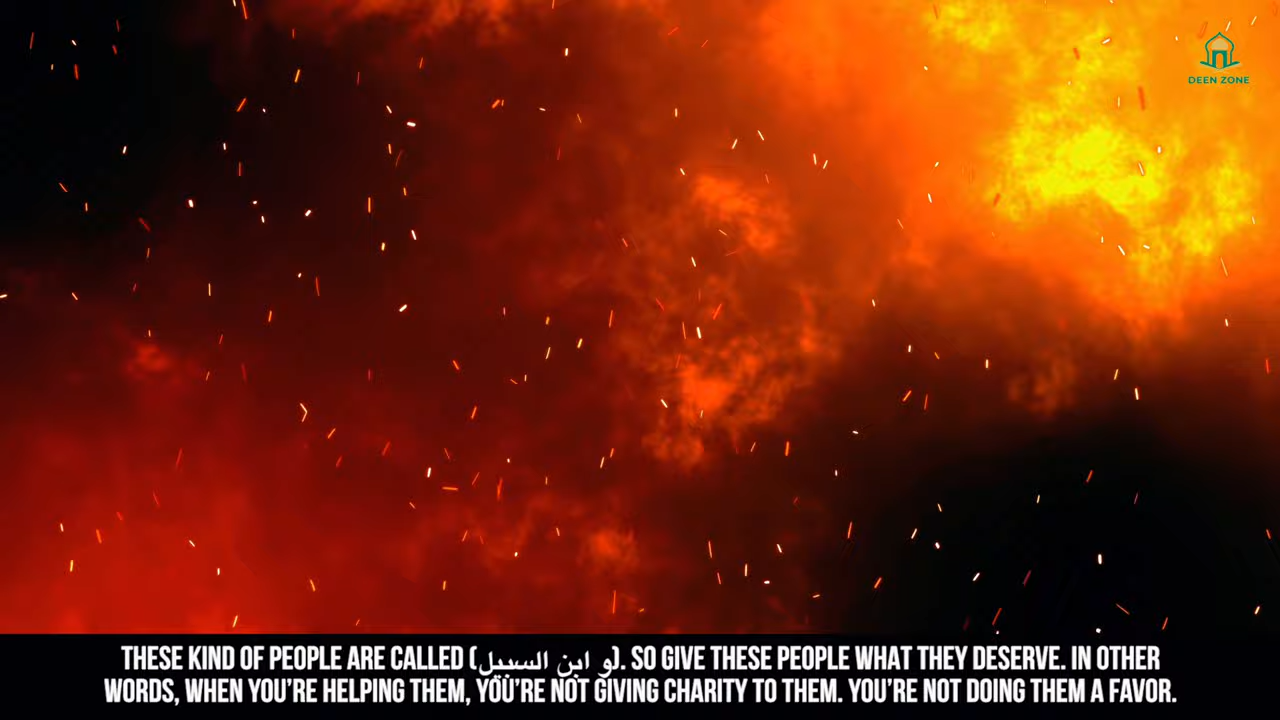 DEEN ZONE
THESE KIND OF PEOPLE ARE CALLED (و ابن السبيل). SO GIVE THESE PEOPLE WHAT THEY DESERVE. IN OTHER
WORDS, WHEN YOU'RE HELPING THEM, YOU'RE NOT GIVING CHARITY TO THEM. YOU'RE NOT DOING THEM A FAVOR.